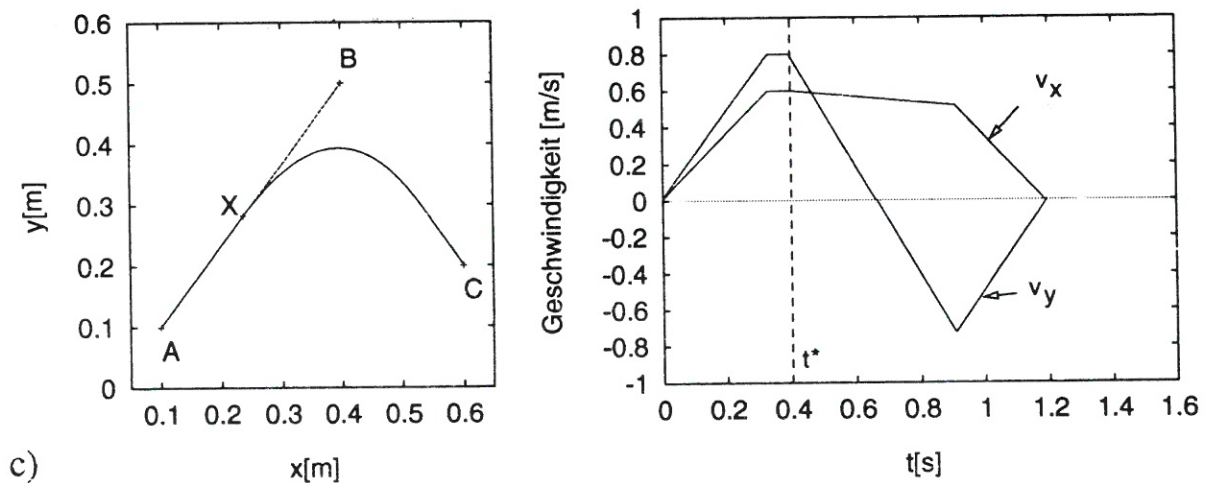 0.6
0.5
0.4
0.3
0.2
0.1
0
y[m]
0.1 0.2 0.3 0.4 0.5 0.6
x[m]
A
X
B
C
c)
1
0.8
0.6
0.4
0.2
0
-0.2
-0.4
-0.6
-0.8
-1
Geschwindigkeit [m/s]
0 0.2 0.4 0.6 0.8 1 1.2 1.4 1.6
t[s]
v x
v y
t*